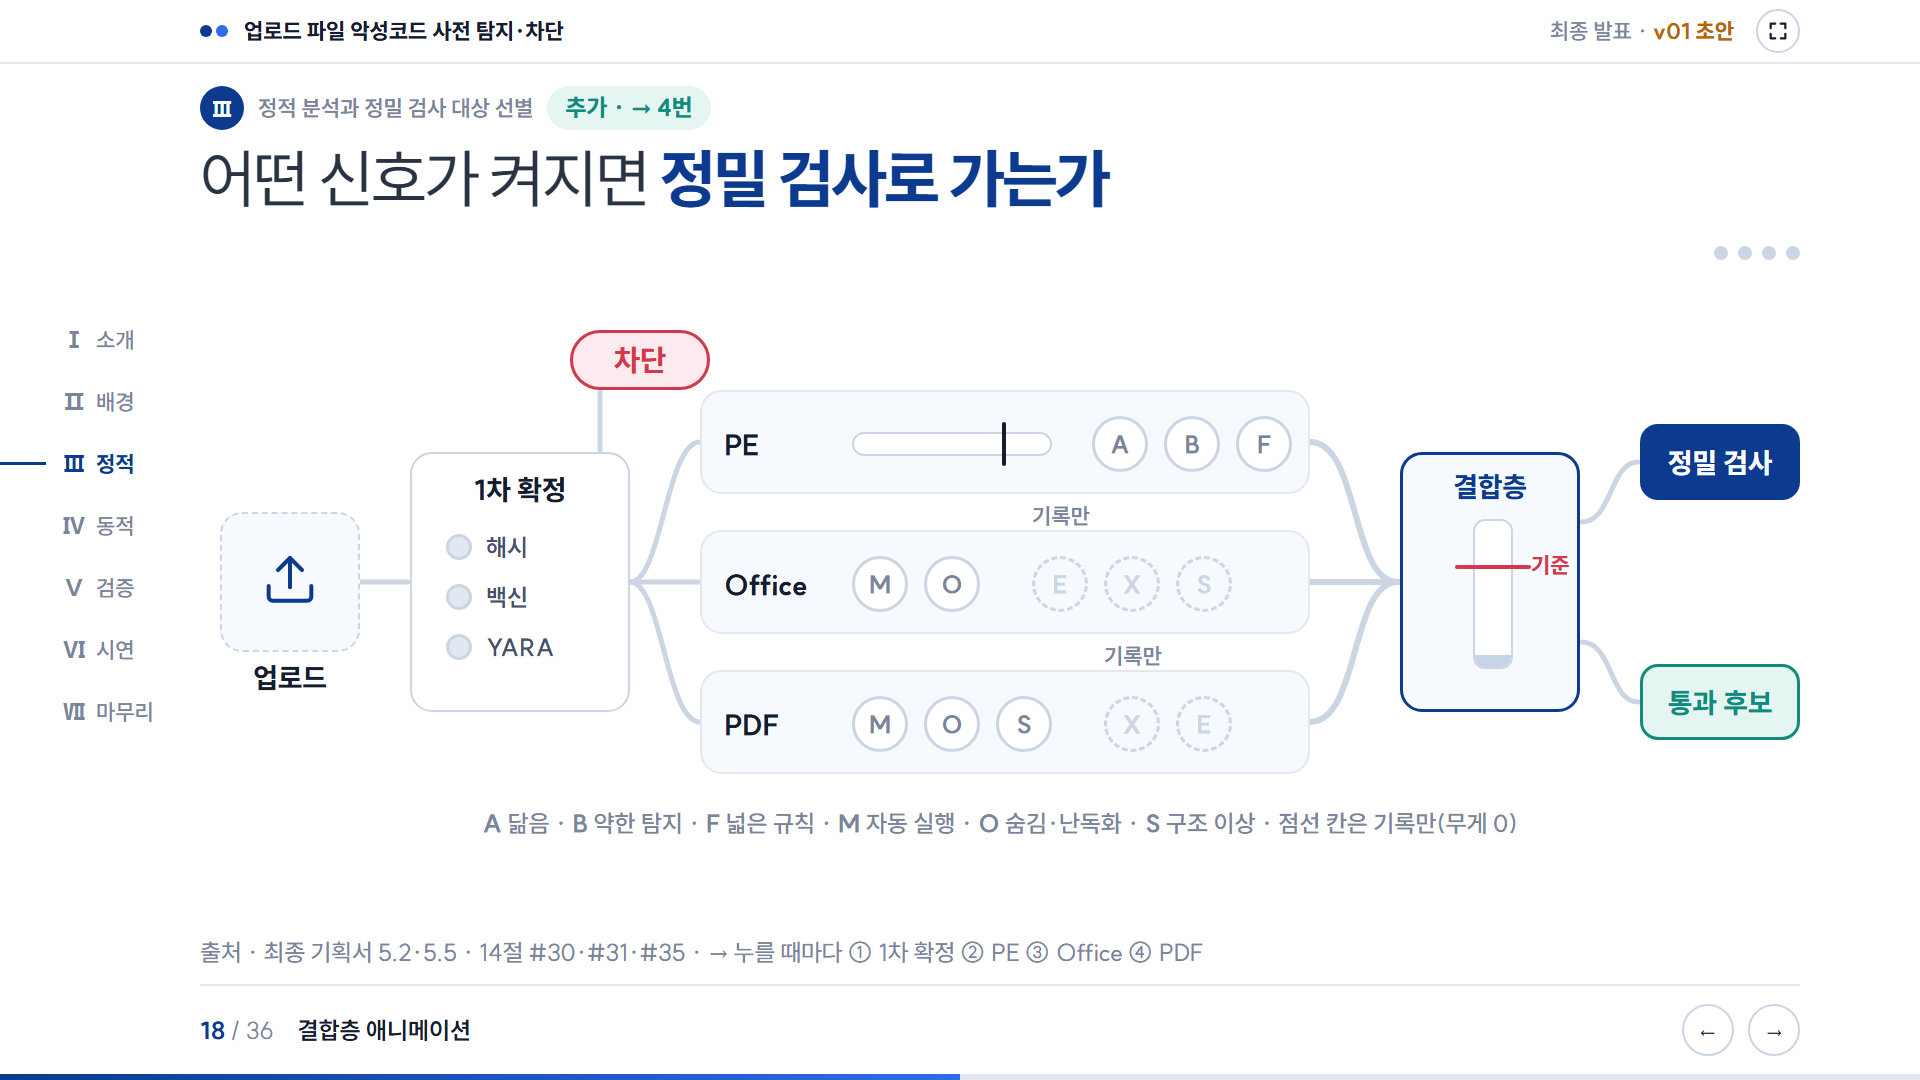 업로드 파일 악성코드 사전 탐지·차단
최종 발표 · v01 초안
Ⅲ 정적 분석과 정밀 검사 대상 선별 추가 · → 4번
어떤 신호가 켜지면 정밀 검사로 가는가
Ⅰ 소개
Ⅱ 배경
Ⅲ 정적
Ⅳ 동적
Ⅴ 검증
Ⅵ 시연
Ⅶ 마무리
업로드
차단
1차 확정
해시
백신
YARA
PE A B F
기록만
Office M O E X S
기록만
PDF M O S X E
결합층
기준
정밀 검사
통과 후보
A 닮음 · B 약한 탐지 · F 넓은 규칙 · M 자동 실행 · O 숨김·난독화 · S 구조 이상 · 점선 칸은 기록만(무게 0)
출처 · 최종 기획서 5.2·5.5 · 14절 #30·#31·#35 · → 누를 때마다 ① 1차 확정 ② PE ③ Office ④ PDF
18 / 36 결합층 애니메이션
← →